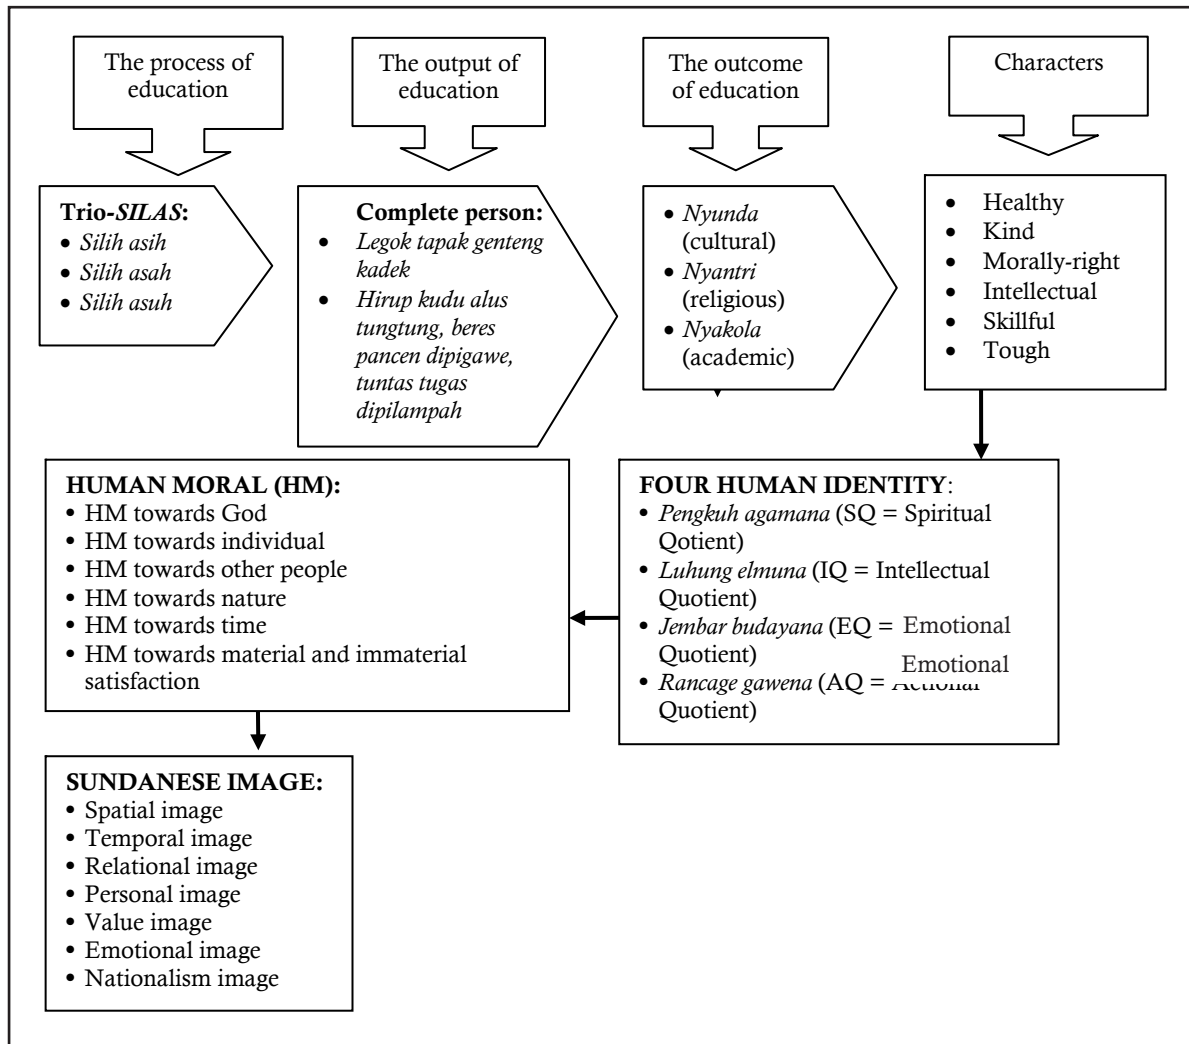 The process of
education
The output of
education
The outcome
of education
Characters
Trio-SILAS:
• Silih asih
• Silih asah
• Silih asuh
Complete person:
• Legok tapak genteng
kadek
• Hirup kudu alus
tungtung, beres
pancen dipigawe,
tuntas tugas
dipilampah
• Nyunda
(cultural)
• Nyantri
(religious)
• Nyakola
(academic)
• Healthy
• Kind
• Morally-right
• Intellectual
• Skillful
• Tough
HUMAN MORAL (HM):
• HM towards God
• HM towards individual
• HM towards other people
• HM towards nature
• HM towards time
• HM towards material and immaterial
satisfaction
FOUR HUMAN IDENTITY:
• Pengkuh agamana (SQ = Spiritual
Qotient)
• Luhung elmuna (IQ = Intellectual
Quotient)
• Jembar budayana (EQ = Emotional
Quotient)
Emotional
• Rancage gawena (AQ = Actional
Quotient)
SUNDANESE IMAGE:
• Spatial image
• Temporal image
• Relational image
• Personal image
• Value image
• Emotional image
• Nationalism image